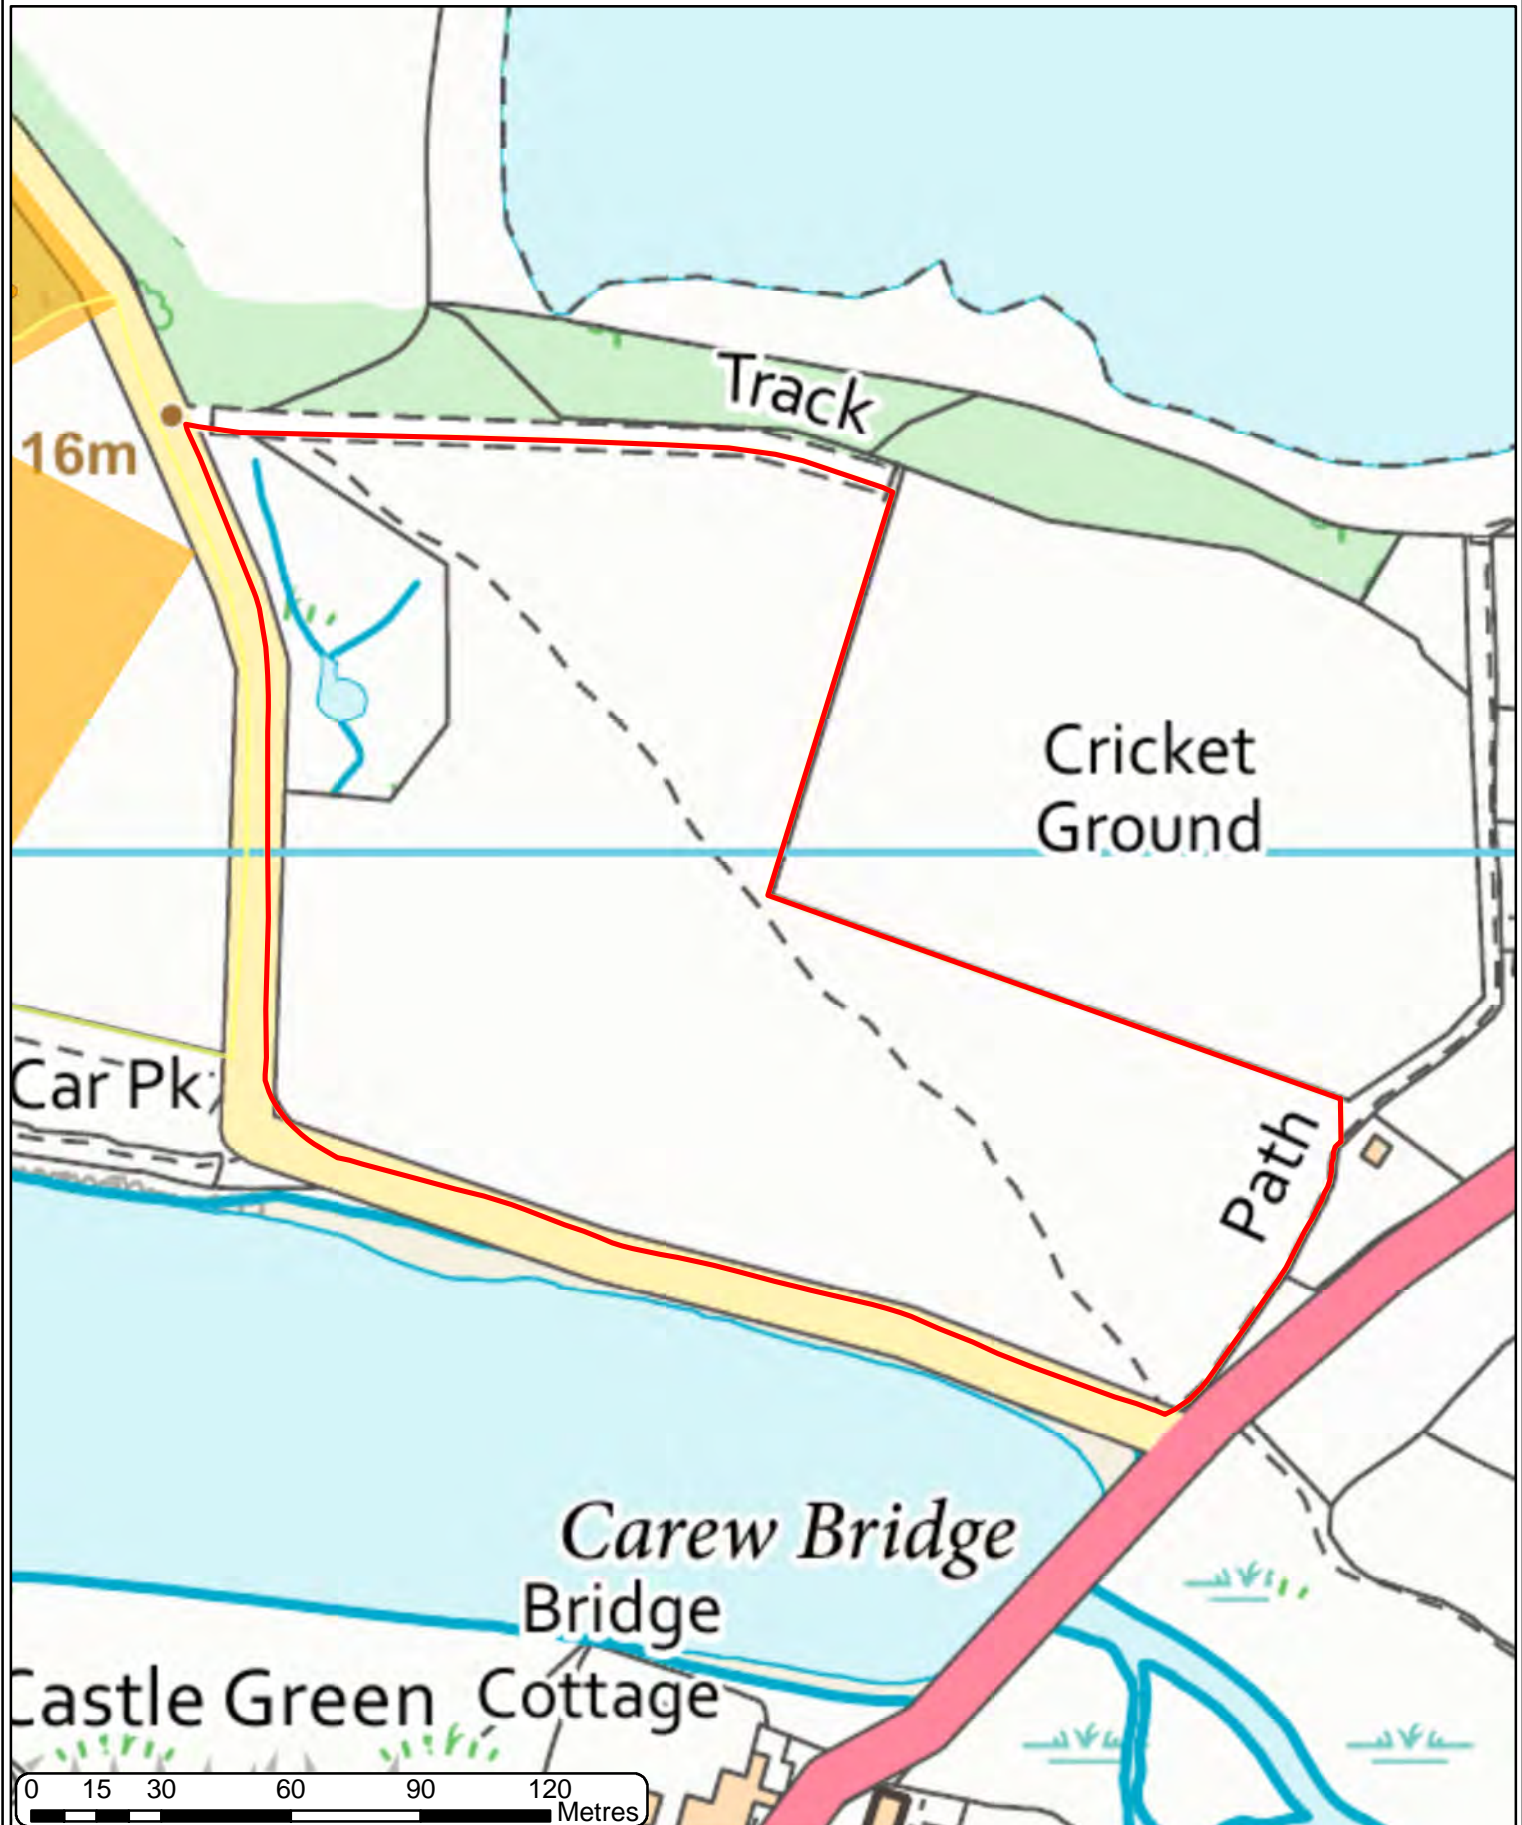 Track
16m
Cricket
Ground
Car Pk
Path
Carew Bridge
Bridge
Cottage
Castle Green
0 15 30 60 90 120
Metres